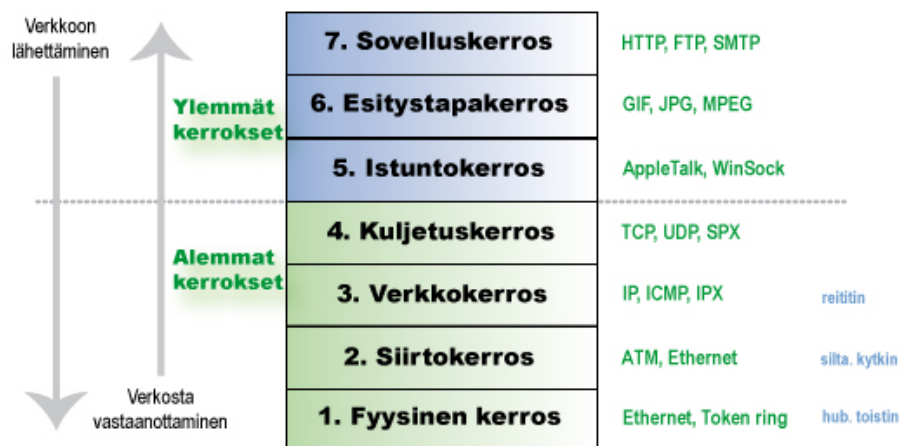 Verkkoon
lähettäminen
7. Sovelluskerros
HTTP, FTP, SMTP
Ylemmät
kerrokset
6. Esitystapakerros
GIF, JPG, MPEG
5. Istuntokerros
AppleTalk, WinSock
4. Kuljetuskerros
TCP, UDP, SPX
Alemmat
kerrokset
3. Verkkokerros
IP, ICMP, IPX
reititin
2. Siirtokerros
ATM, Ethernet
silta. kytkin
Verkosta
vastaanottaminen
1. Fyysinen kerros
Ethernet, Token ring
hub. toistin